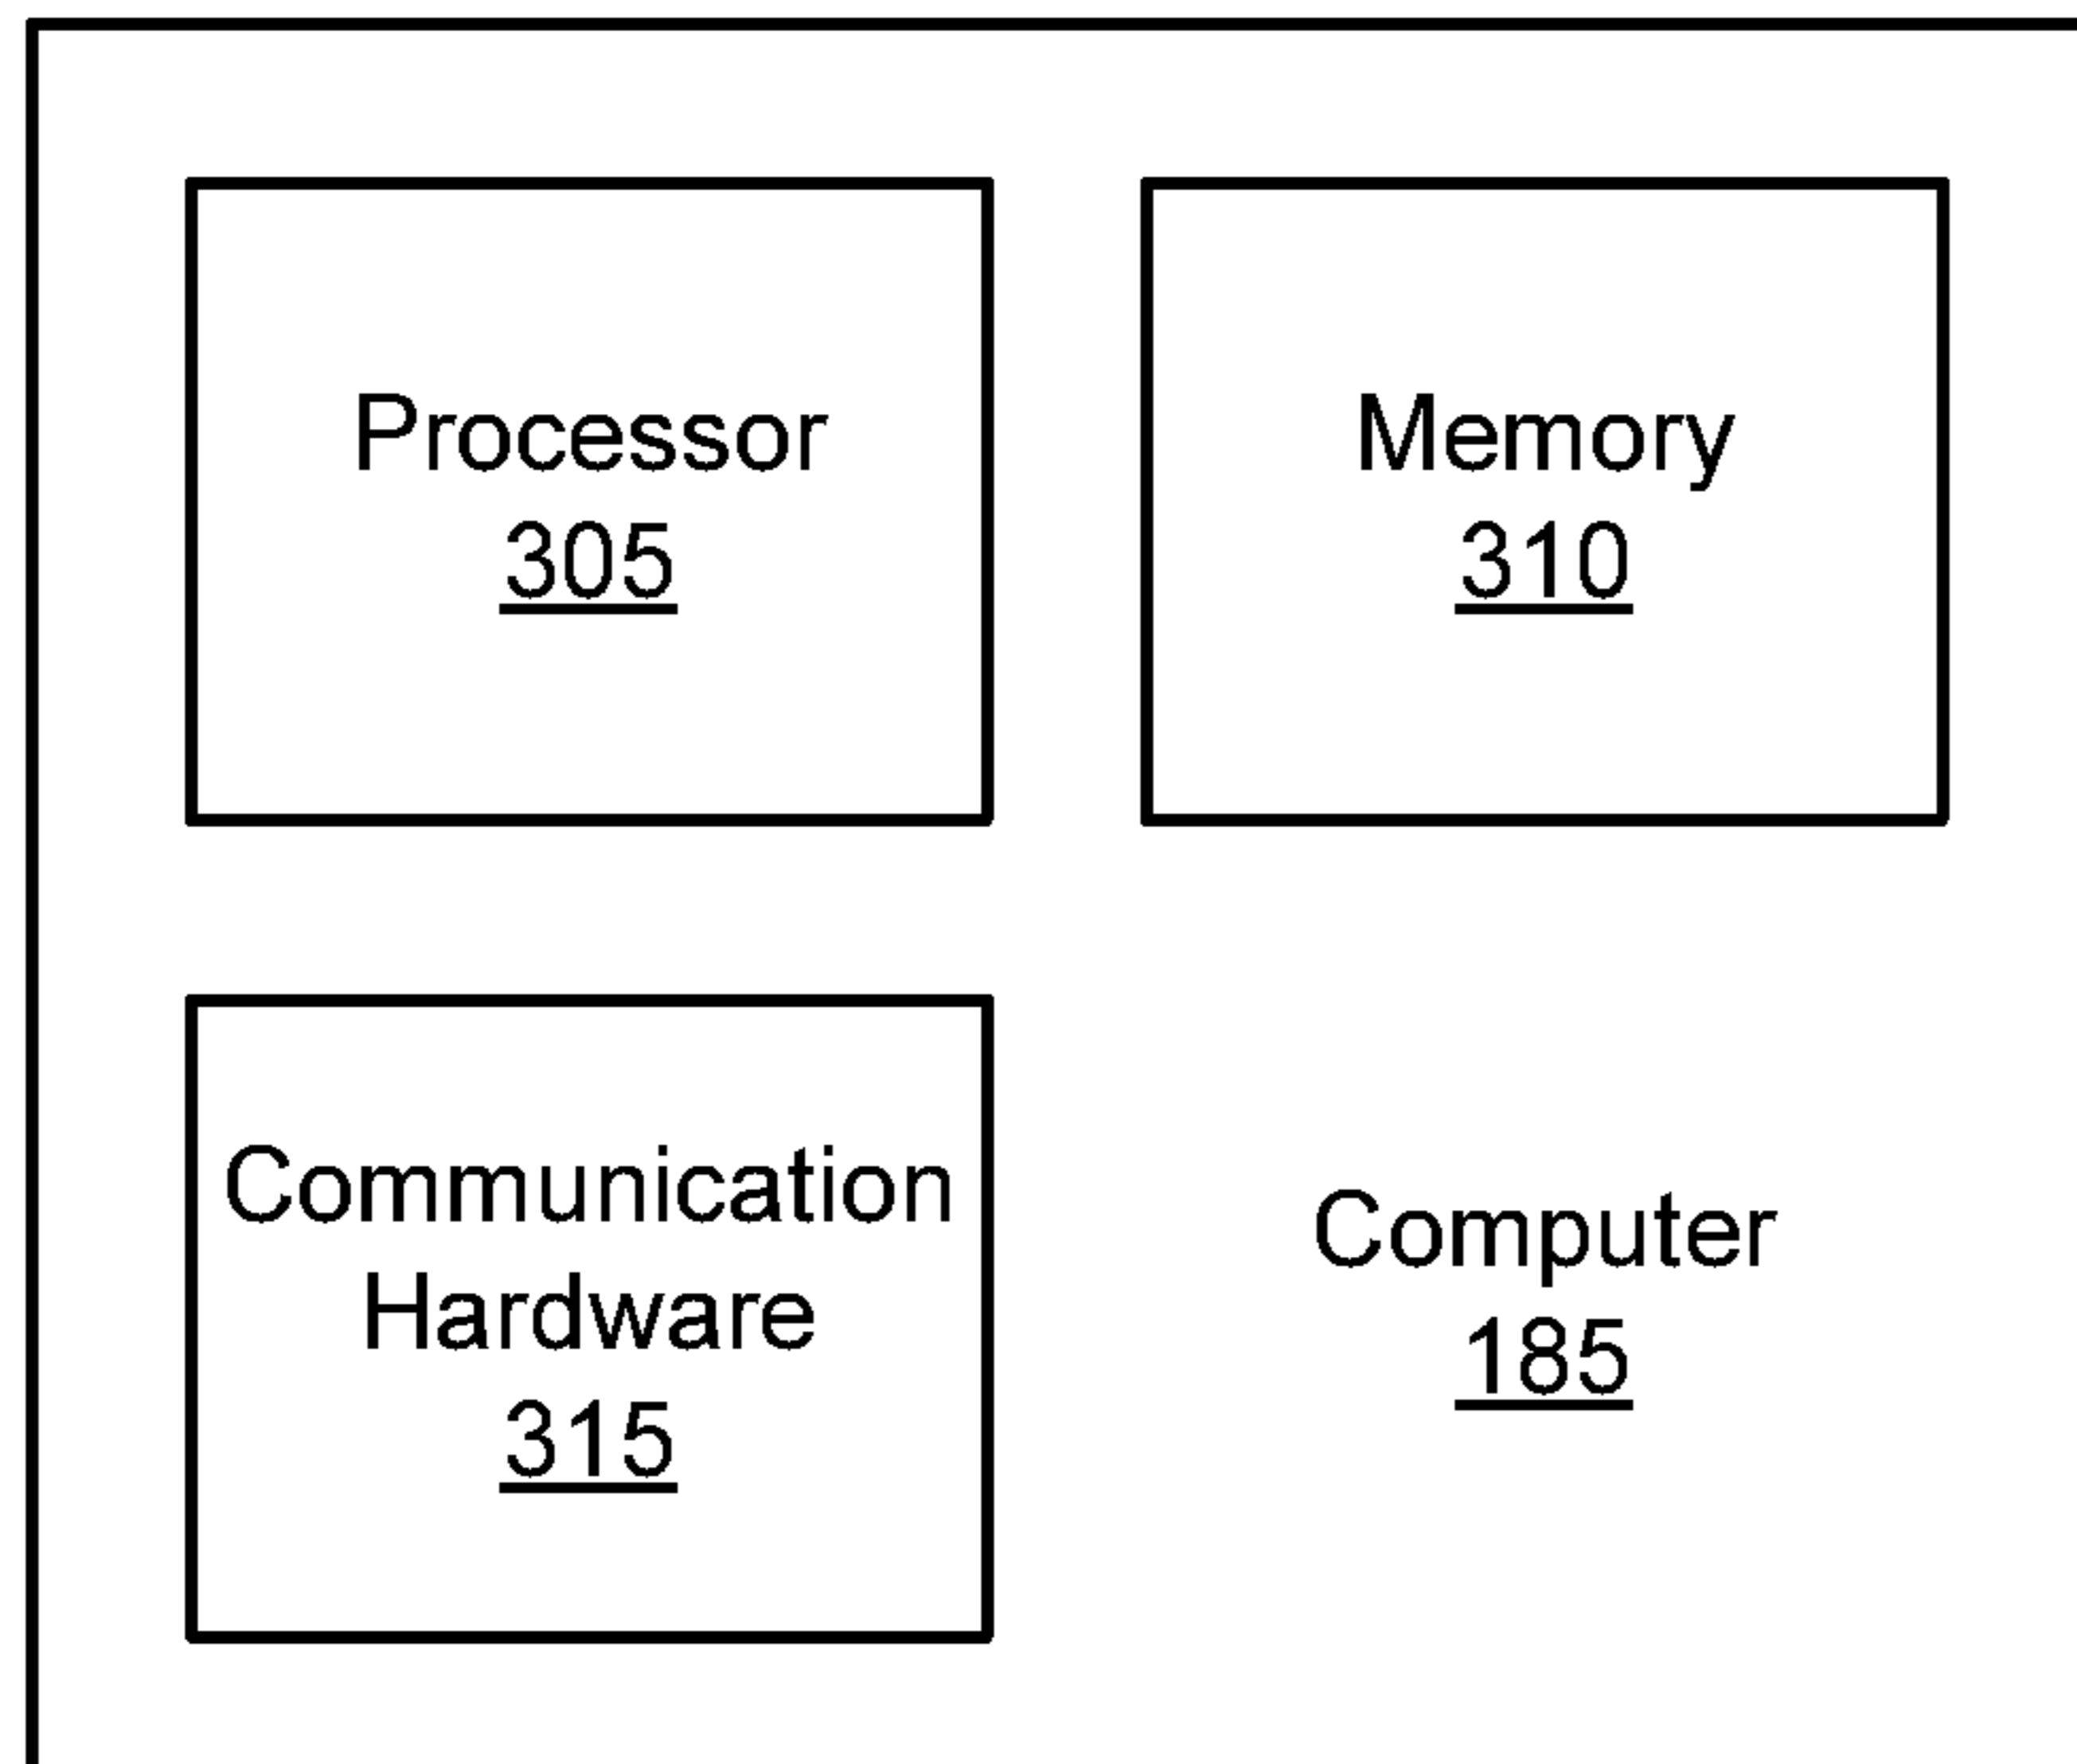 Processor
305
Memory
310
Communication
Hardware
315
Computer
185